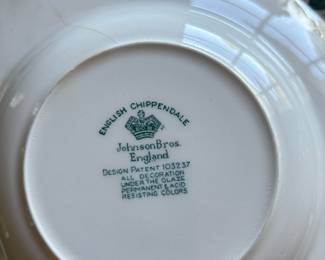 ENGLISH CHIPPENDALE
Johnson Bros.
England
DESIGN PATENT 103237
ALL DECORATION
UNDER THE GLAZE
PERMANENT & ACID
RESISTING COLORS